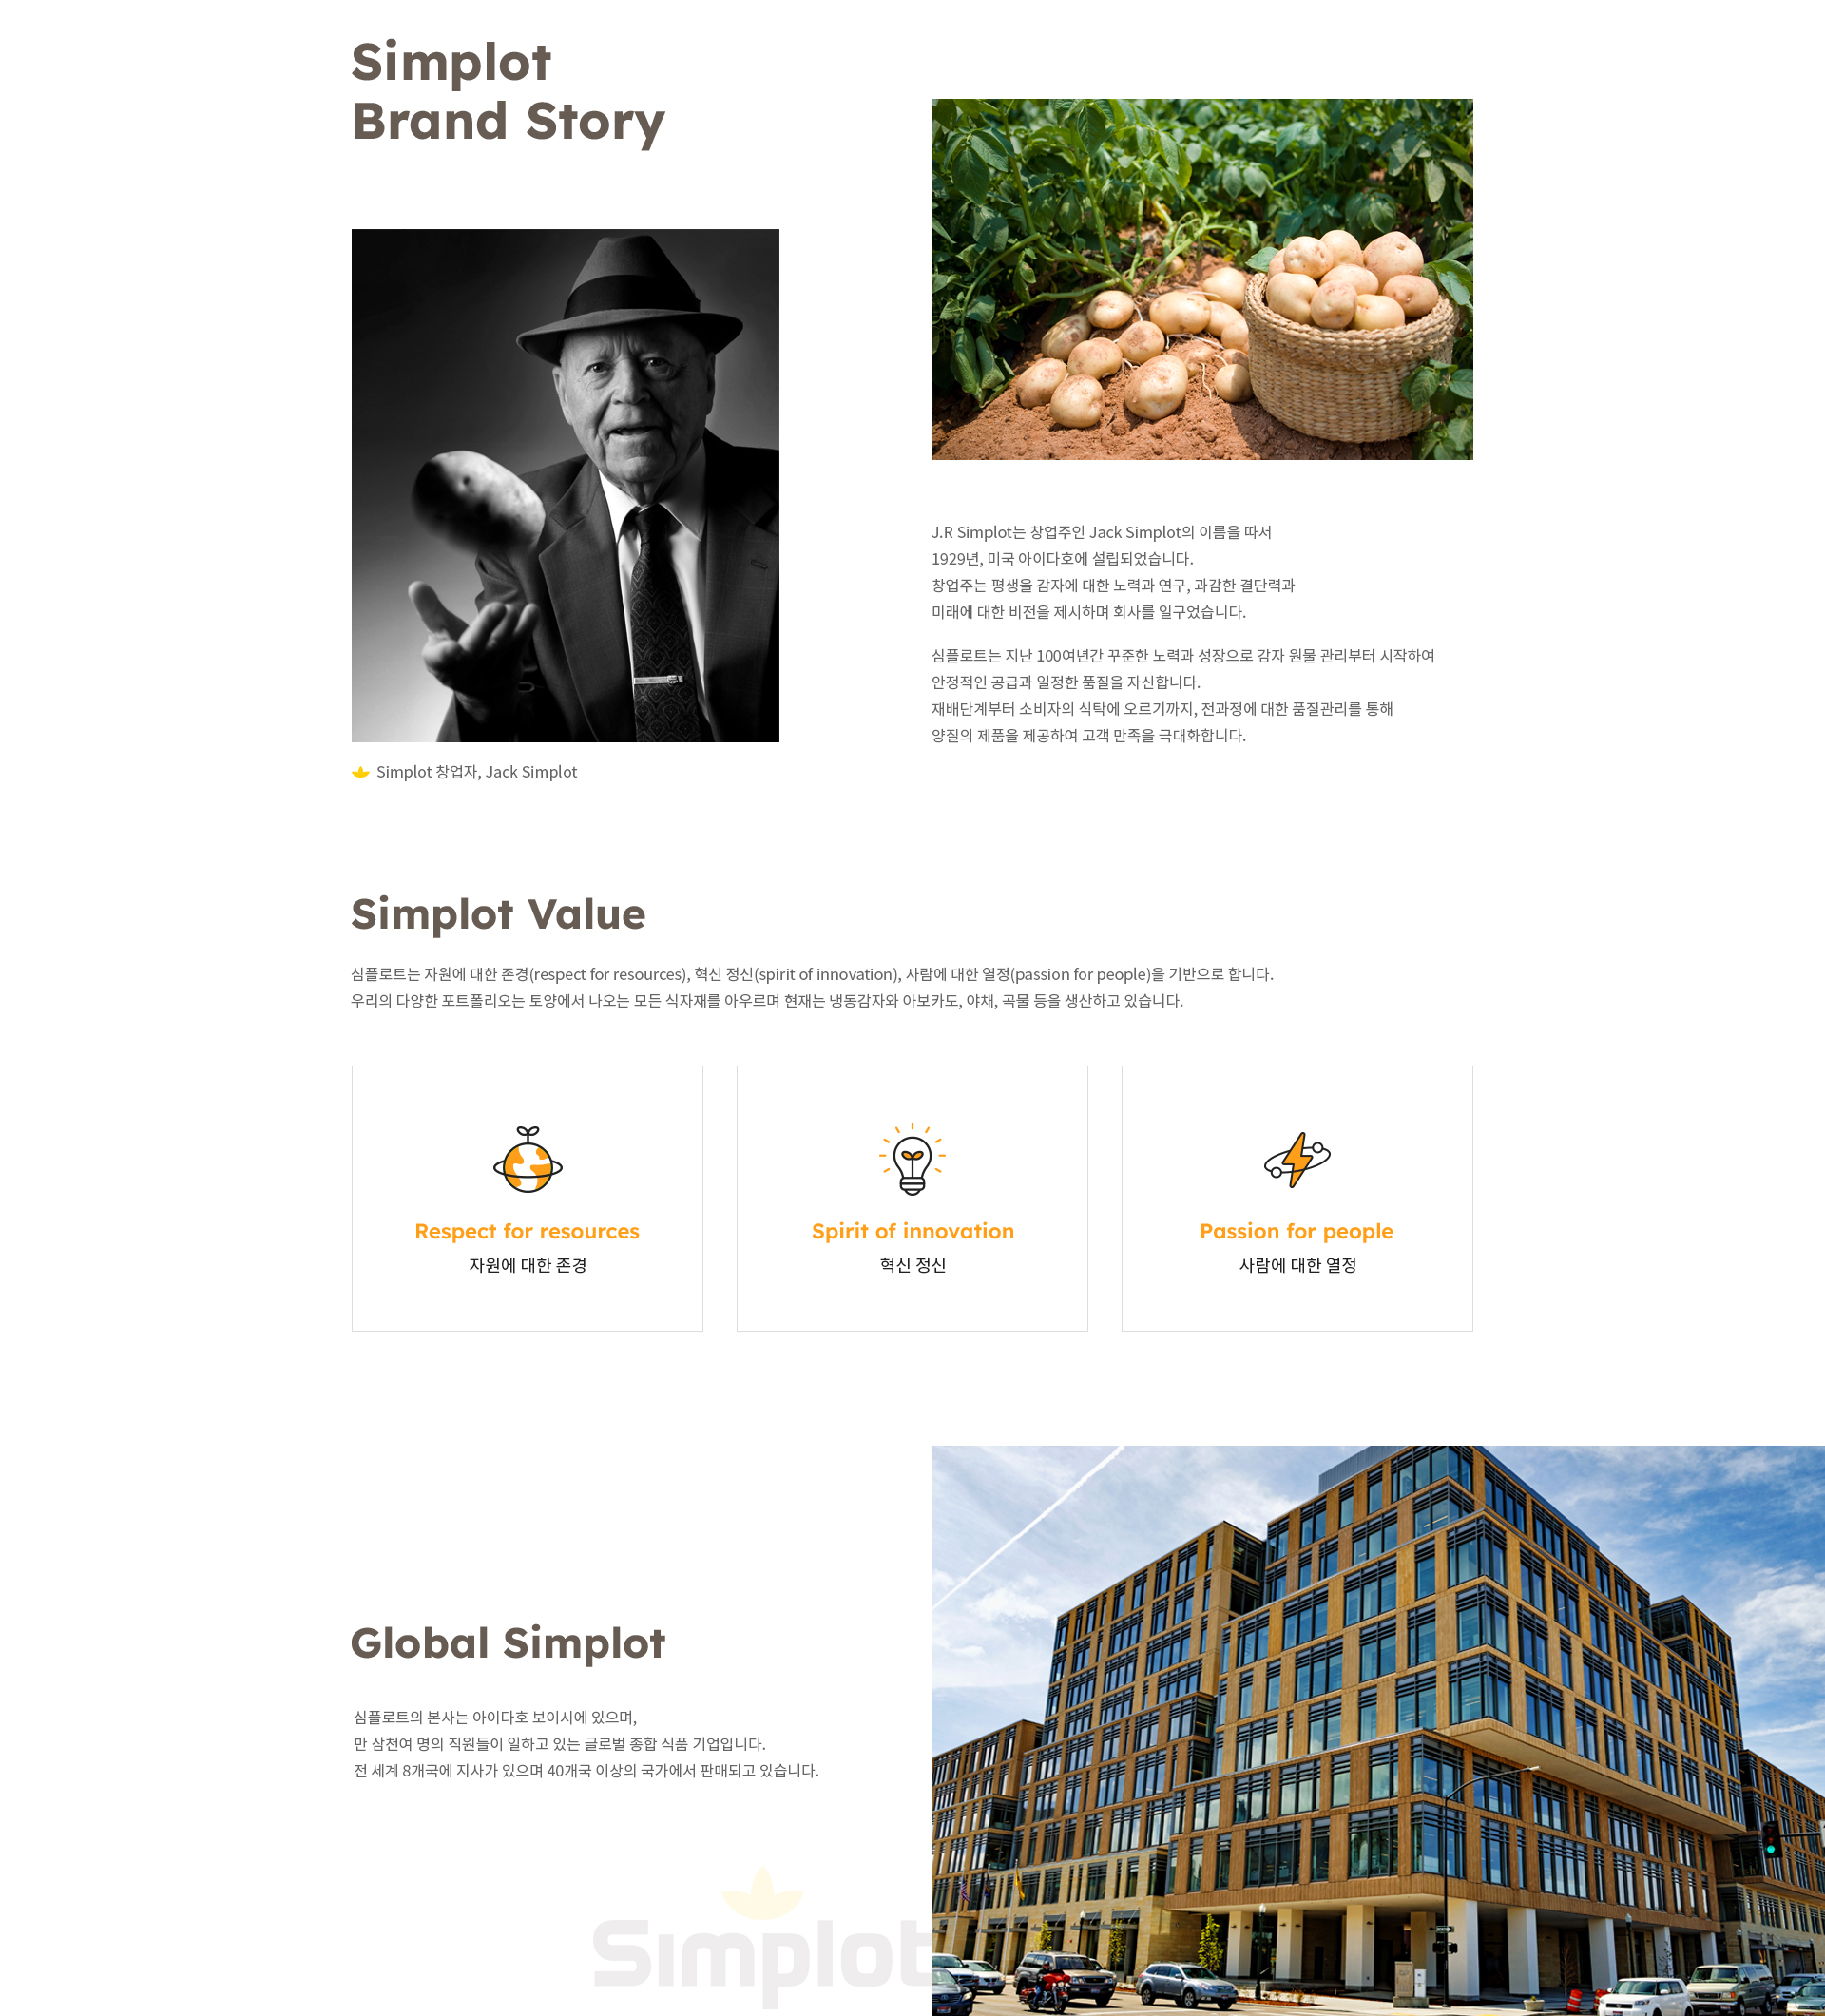 Simplot
Brand Story
J.R Simplot는 창업주인 Jack Simplot의 이름을 따서
1929년, 미국 아이다호에 설립되었습니다.
창업주는 평생을 감자에 대한 노력과 연구, 과감한 결단력과
미래에 대한 비전을 제시하며 회사를 일구었습니다.
심플로트는 지난 100여년간 꾸준한 노력과 성장으로 감자 원물 관리부터 시작하여
안정적인 공급과 일정한 품질을 자신합니다.
재배단계부터 소비자의 식탁에 오르기까지, 전과정에 대한 품질관리를 통해
양질의 제품을 제공하여 고객 만족을 극대화합니다.
Simplot 창업자, Jack Simplot
Simplot Value
심플로트는 자원에 대한 존경(respect for resources), 혁신 정신(spirit of innovation), 사람에 대한 열정(passion for people)을 기반으로 합니다.
우리의 다양한 포트폴리오는 토양에서 나오는 모든 식자재를 아우르며 현재는 냉동감자와 아보카도, 야채, 곡물 등을 생산하고 있습니다.
Respect for resources
자원에 대한 존경
Spirit of innovation
혁신 정신
Passion for people
사람에 대한 열정
Global Simplot
심플로트의 본사는 아이다호 보이시에 있으며,
만 삼천여 명의 직원들이 일하고 있는 글로벌 종합 식품 기업입니다.
전 세계 8개국에 지사가 있으며 40개국 이상의 국가에서 판매되고 있습니다.
Simplot